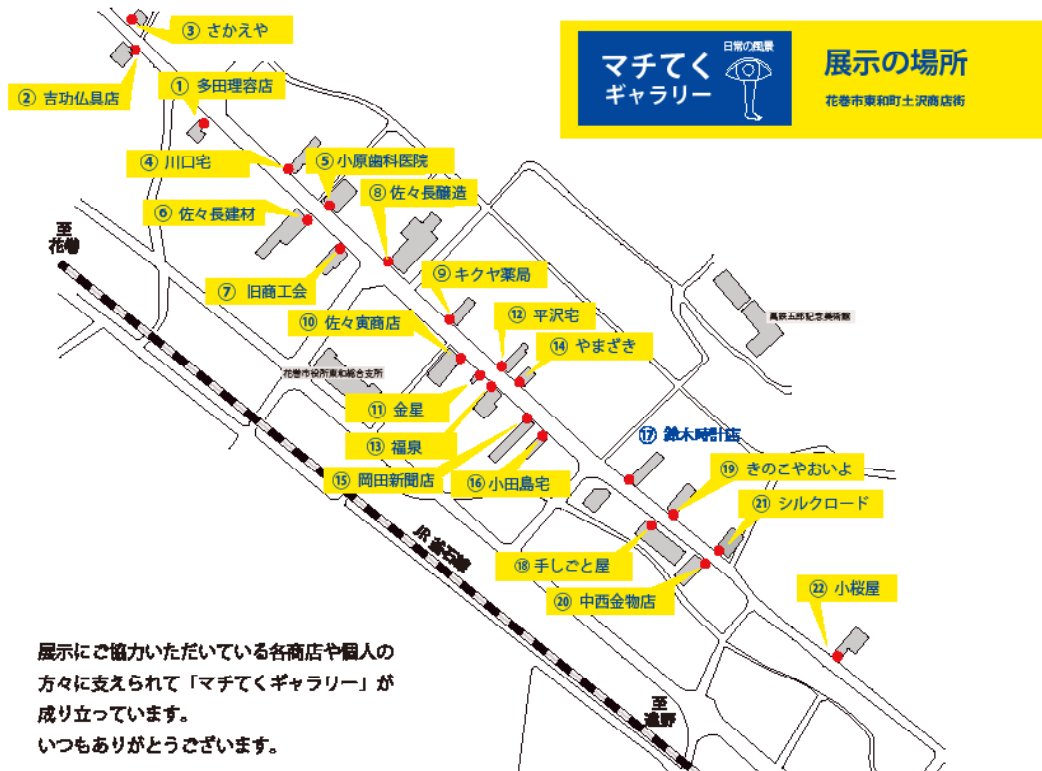 マチてく
ギャラリー
日常の風景
展示の場所
花巻市東和町土沢商店街
③ さかえや
② 吉功仏具店
① 多田理容店
④ 川口宅
⑤ 小原歯科医院
⑥ 佐々長建材
⑧ 佐々長醸造
至
花巻
⑦ 旧商工会
⑨ キクヤ薬局
⑩ 佐々寅商店
⑫ 平沢宅
萬鉄五郎記念美術館
⑭ やまざき
花巻市役所東和総合支所
⑪ 金星
⑬ 福泉
⑰ 鈴木時計店
⑮ 岡田新聞店
⑯ 小田島宅
⑲ きのこやおいよ
㉑ シルクロード
JR 釜石線
⑱ 手しごと屋
⑳ 中西金物店
㉒ 小桜屋
至
遠野
展示にご協力いただいている各商店や個人の
方々に支えられて「マチてくギャラリー」が
成り立っています。
いつもありがとうございます。